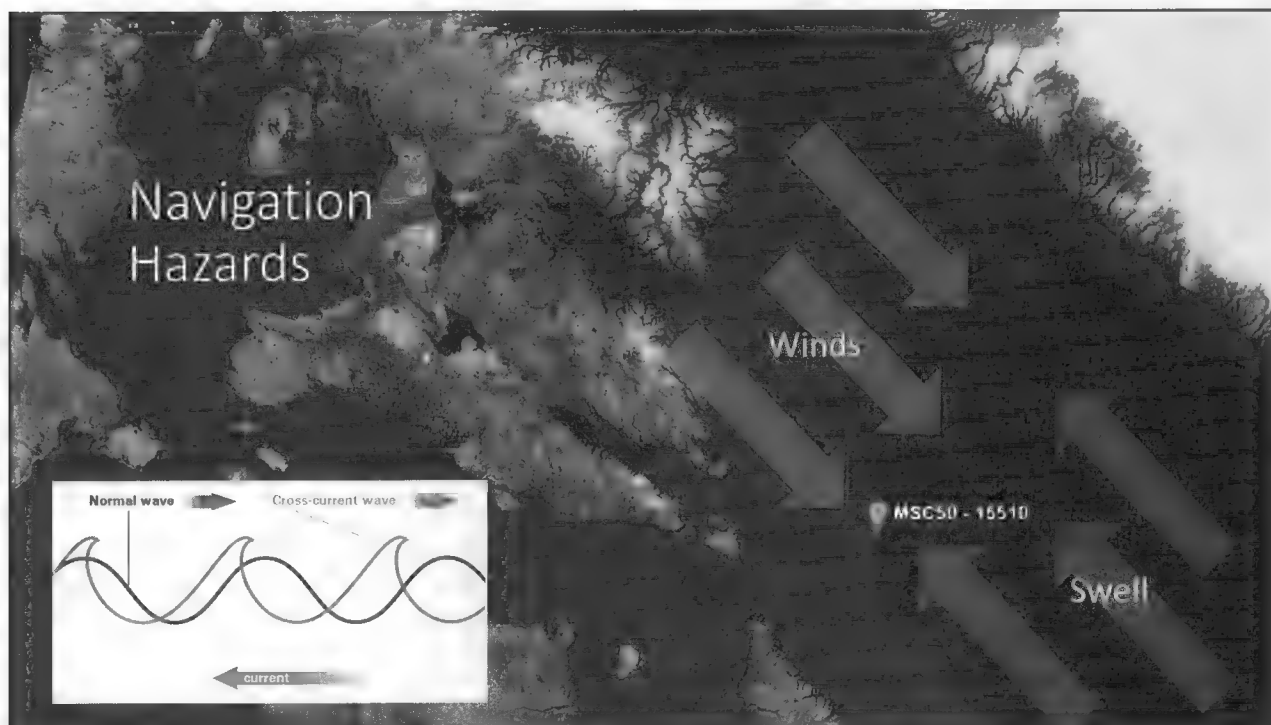 Navigation
Hazards
Winds
Normal wave
Cross-current wave
MSC50 - 15510
Swell
current